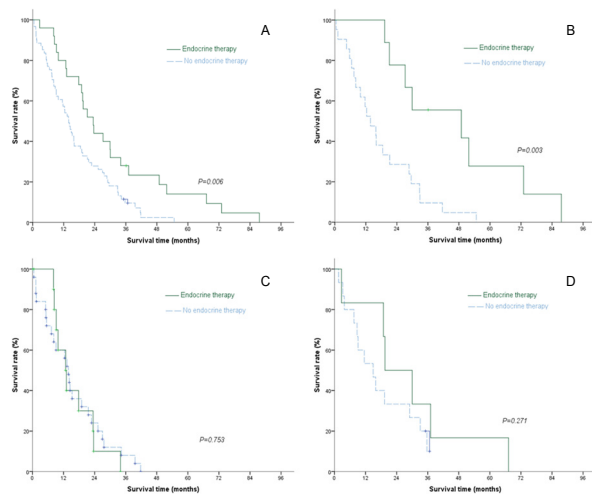 A
100
80
60
40
20
0
Survival rate (%)
Endocrine therapy
No endocrine therapy
P=0.006
0 12 24 36 48 60 72 84 96
Survival time (months)
B
100
80
60
40
20
0
Survival rate (%)
Endocrine therapy
No endocrine therapy
P=0.003
0 12 24 36 48 60 72 84 96
Survival time (months)
C
100
80
60
40
20
0
Survival rate (%)
Endocrine therapy
No endocrine therapy
P=0.753
0 12 24 36 48 60 72 84 96
Survival time (months)
D
100
80
60
40
20
0
Survival rate (%)
Endocrine therapy
No endocrine therapy
P=0.271
0 12 24 36 48 60 72 84 96
Survival time (months)